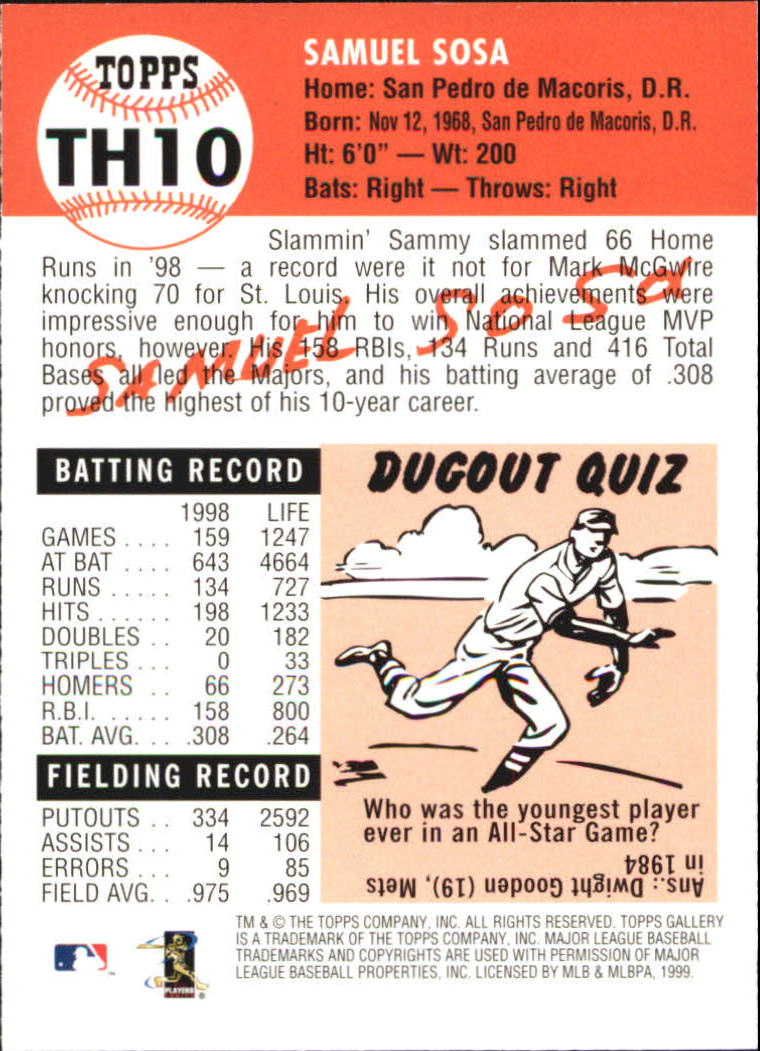 TOPPS
TH10
SAMUEL SOSA
Home: San Pedro de Macoris, D.R.
Born: Nov 12, 1968, San Pedro de Macoris, D.R.
Ht: 6'0" — Wt: 200
Bats: Right — Throws: Right
Slammin' Sammy slammed 66 Home
Runs in '98 — a record were it not for Mark McGwire
knocking 70 for St. Louis. His overall achievements were
impressive enough for him to win National League MVP
honors, however. His 158 RBIs, 134 Runs and 416 Total
Bases all led the Majors, and his batting average of .308
proved the highest of his 10-year career.
SAMUEL SOSA
BATTING RECORD
1998 LIFE
GAMES .... 159 1247
AT BAT .... 643 4664
RUNS ..... 134 727
HITS ...... 198 1233
DOUBLES .. 20 182
TRIPLES ... 0 33
HOMERS .. 66 273
R.B.I. ...... 158 800
BAT. AVG. . .308 .264
FIELDING RECORD
PUTOUTS .. 334 2592
ASSISTS ... 14 106
ERRORS ... 9 85
FIELD AVG. . .975 .969
DUGOUT QUIZ
Who was the youngest player
ever in an All-Star Game?
Ans.: Dwight Gooden (19), Mets
in 1984
TM & © THE TOPPS COMPANY, INC. ALL RIGHTS RESERVED. TOPPS GALLERY
IS A TRADEMARK OF THE TOPPS COMPANY, INC. MAJOR LEAGUE BASEBALL
TRADEMARKS AND COPYRIGHTS ARE USED WITH PERMISSION OF MAJOR
LEAGUE BASEBALL PROPERTIES, INC. LICENSED BY MLB & MLBPA, 1999.